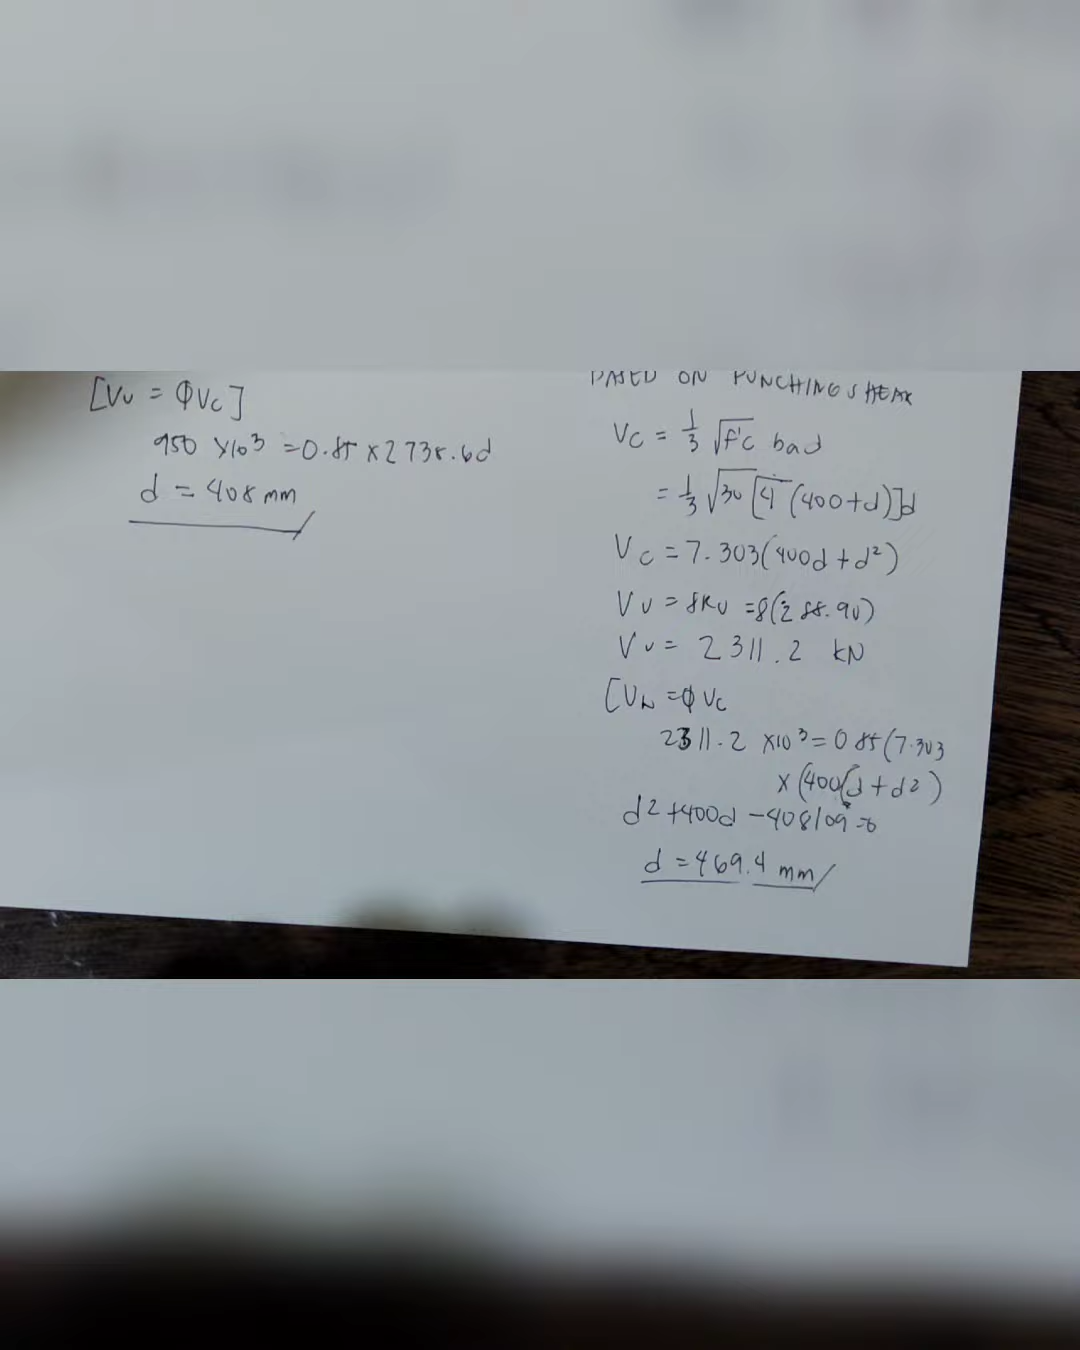 [Vu = ϕVc]
950 x10³ = 0.85 x 2738.6d
d = 408 mm
BASED ON PUNCHING SHEAR
Vc = 1/3 √f'c bod
= 1/3 √30 [4 (400+d)]d
Vc = 7.303(400d + d²)
Vu = 8Ru = 8(288.90)
Vu = 2311.2 kN
[Vu = ϕVc
2311.2 x10³ = 0.85(7.303
x (400(d + d²)
d² + 400d - 408109 = 0
d = 469.4 mm